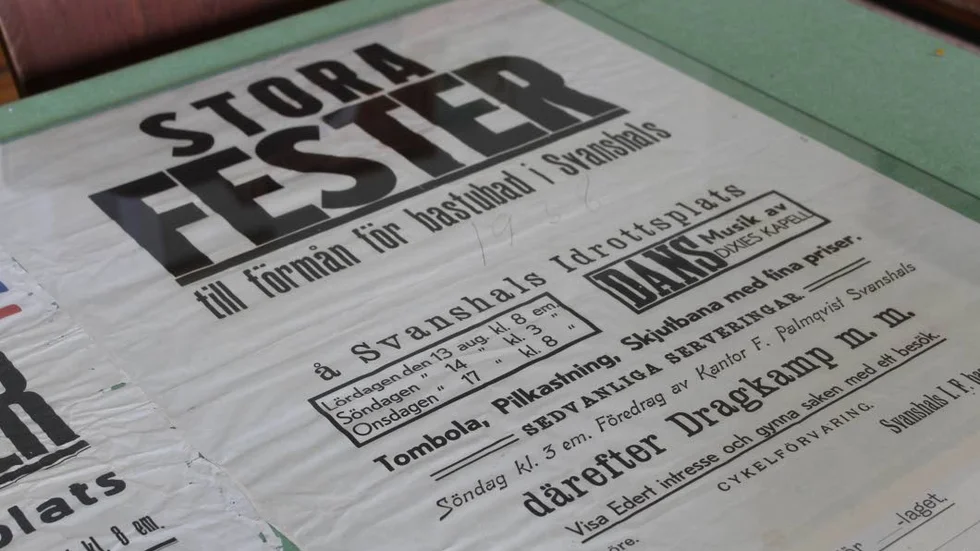 STORA
FESTER
till förmån för bastubad i Svanshals
å Svanshals Idrottsplats
Lördagen den 13 aug. kl. 8 em.
Söndagen „ 14 „ kl. 3 „
Onsdagen „ 17 „ kl. 8 „
DANS Musik av
DIXIES KAPELL
Tombola, Pilkastning, Skjutbana med fina priser.
SEDVANLIGA SERVERINGAR.
Söndag kl. 3 em. Föredrag av Kantor F. Palmqvist Svanshals
därefter Dragkamp m. m.
Visa Edert intresse och gynna saken med ett besök.
CYKELFÖRVARING.
Svanshals I. F.
-laget.
kl. 8 em.